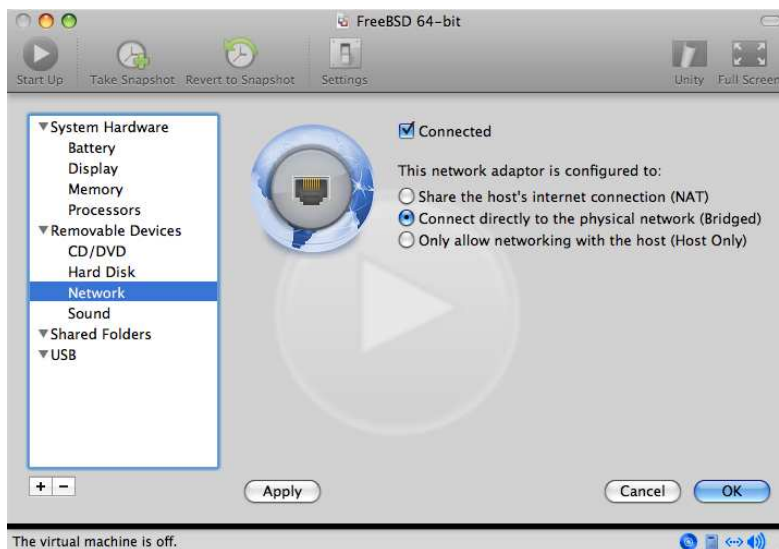 FreeBSD 64-bit
Start Up
Take Snapshot
Revert to Snapshot
Settings
Unity
Full Screen
System Hardware
Battery
Display
Memory
Processors
Removable Devices
CD/DVD
Hard Disk
Network
Sound
Shared Folders
USB
Connected
This network adaptor is configured to:
Share the host's internet connection (NAT)
Connect directly to the physical network (Bridged)
Only allow networking with the host (Host Only)
+ −
Apply
Cancel
OK
The virtual machine is off.